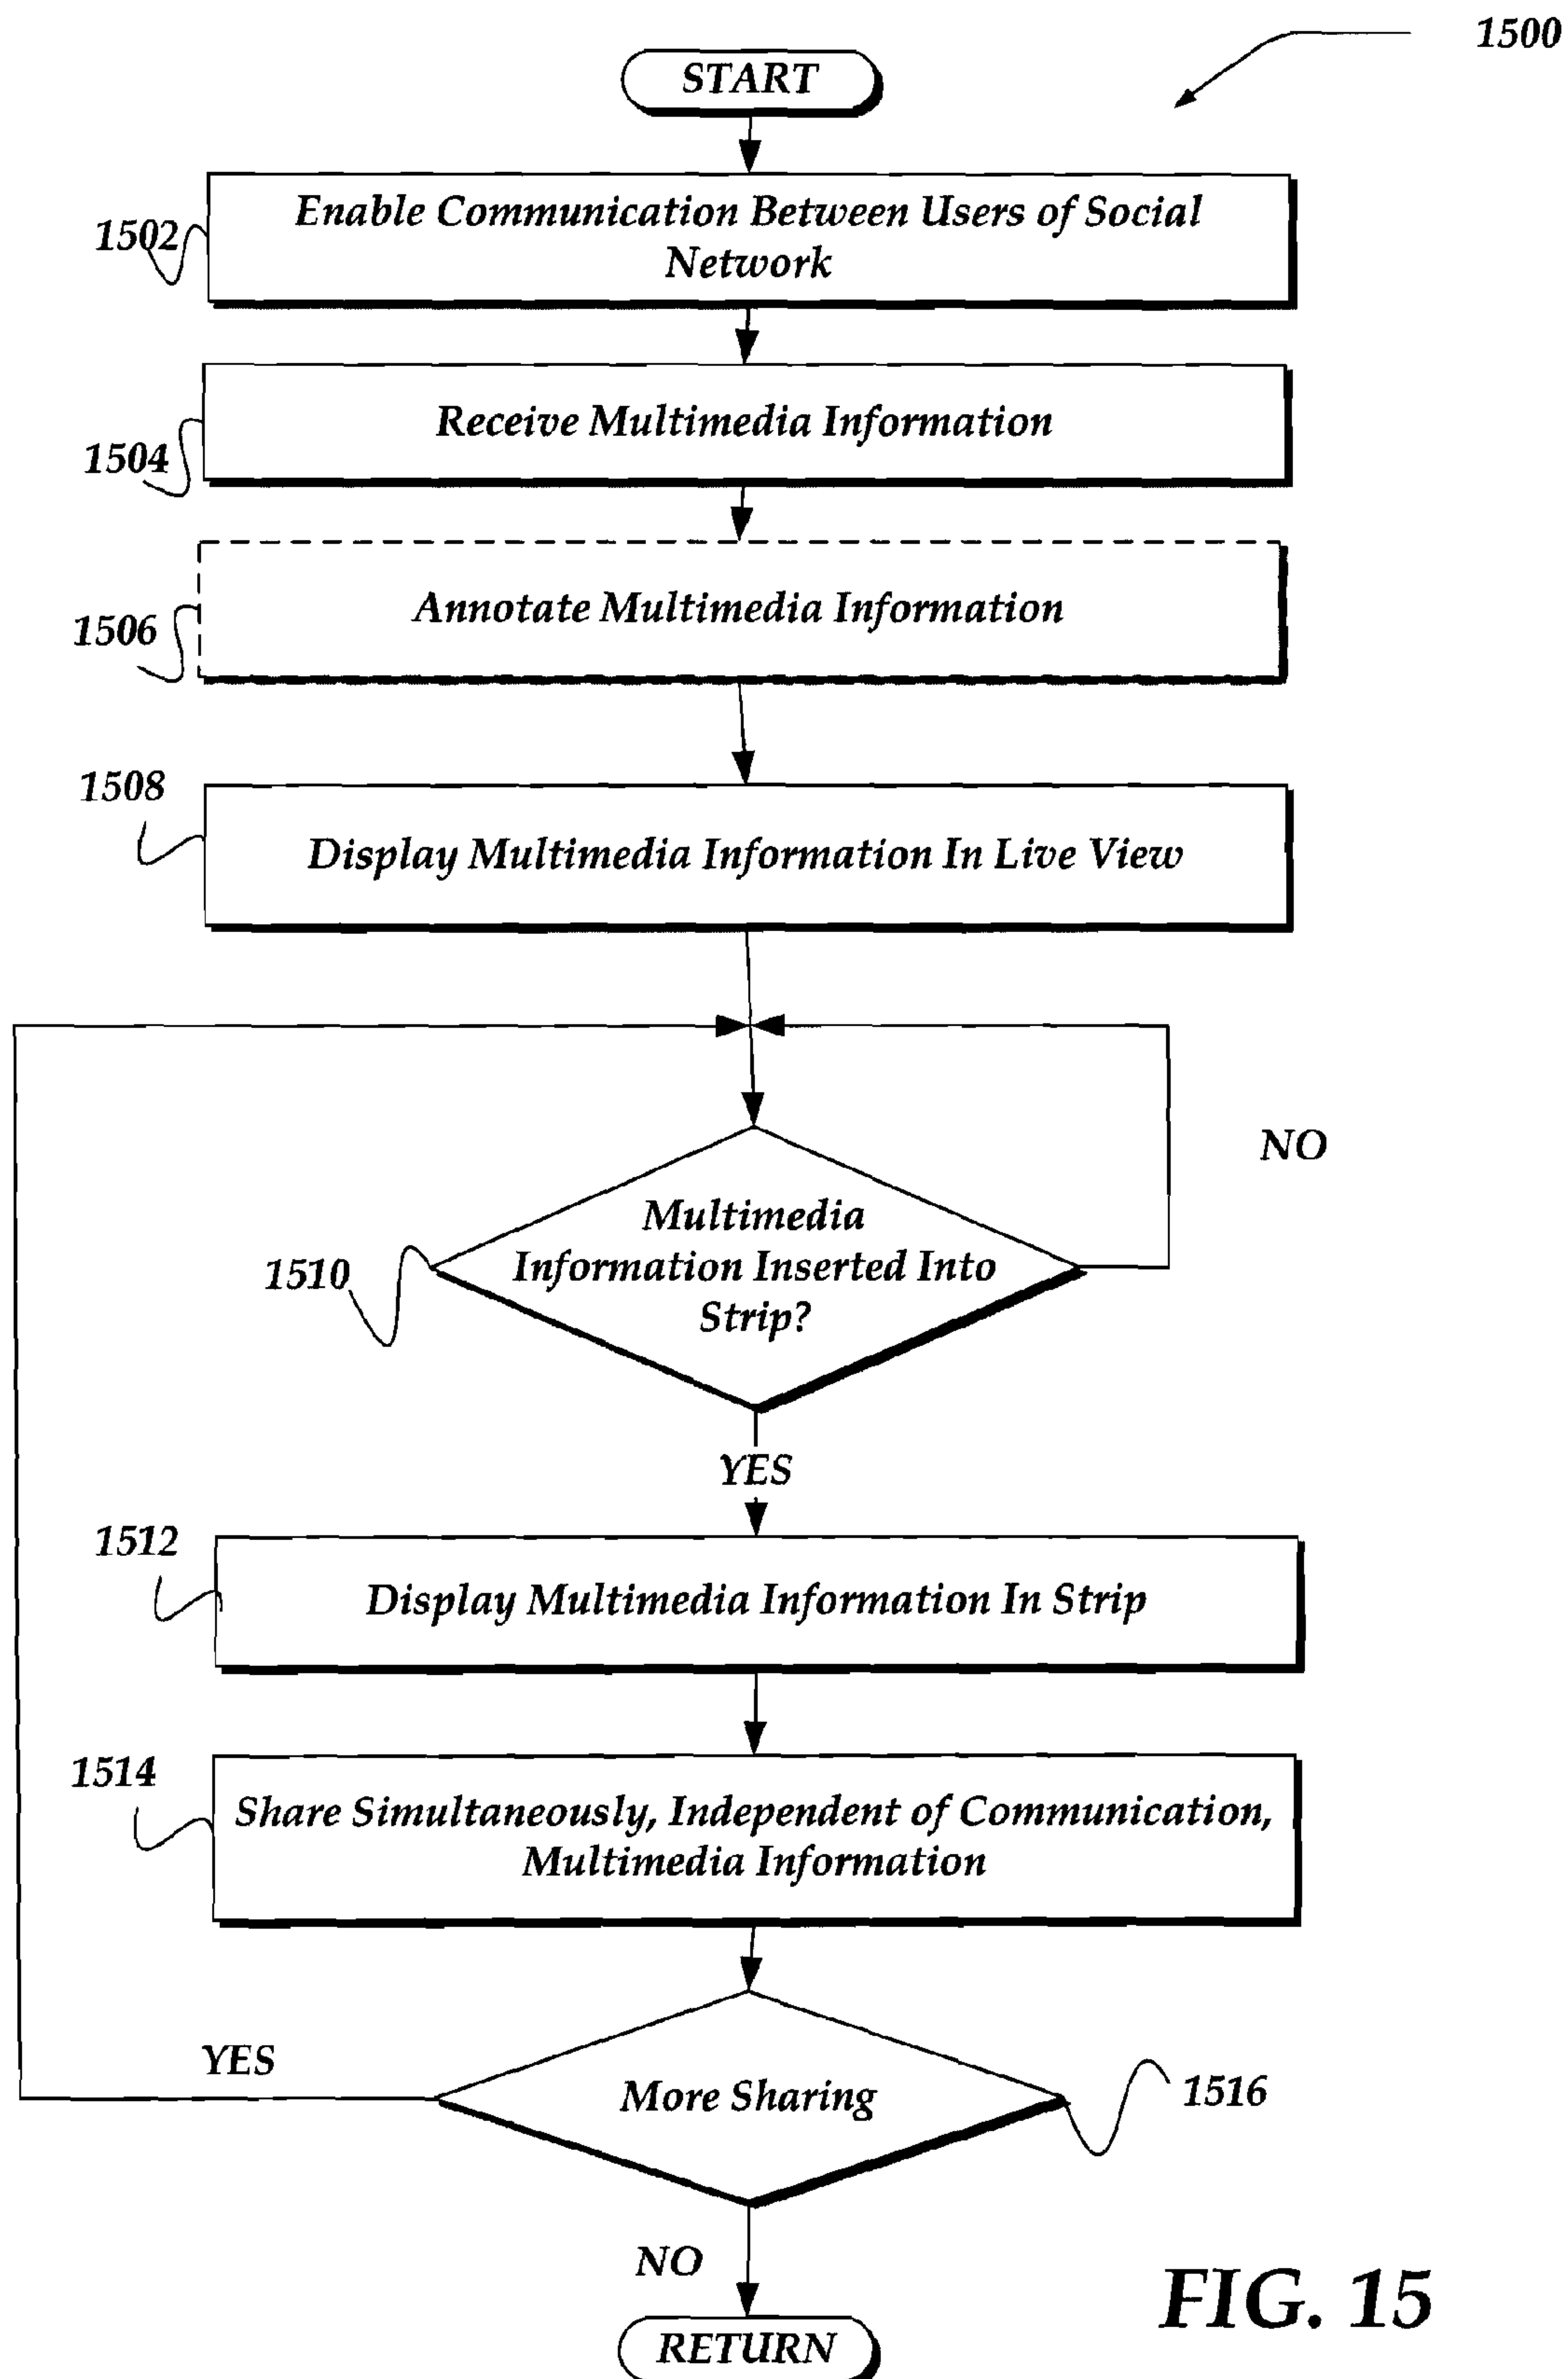 1500
START
1502
Enable Communication Between Users of Social
Network
1504
Receive Multimedia Information
1506
Annotate Multimedia Information
1508
Display Multimedia Information In Live View
NO
1510
Multimedia
Information Inserted Into
Strip?
YES
1512
Display Multimedia Information In Strip
1514
Share Simultaneously, Independent of Communication,
Multimedia Information
YES
More Sharing
1516
NO
FIG. 15
RETURN